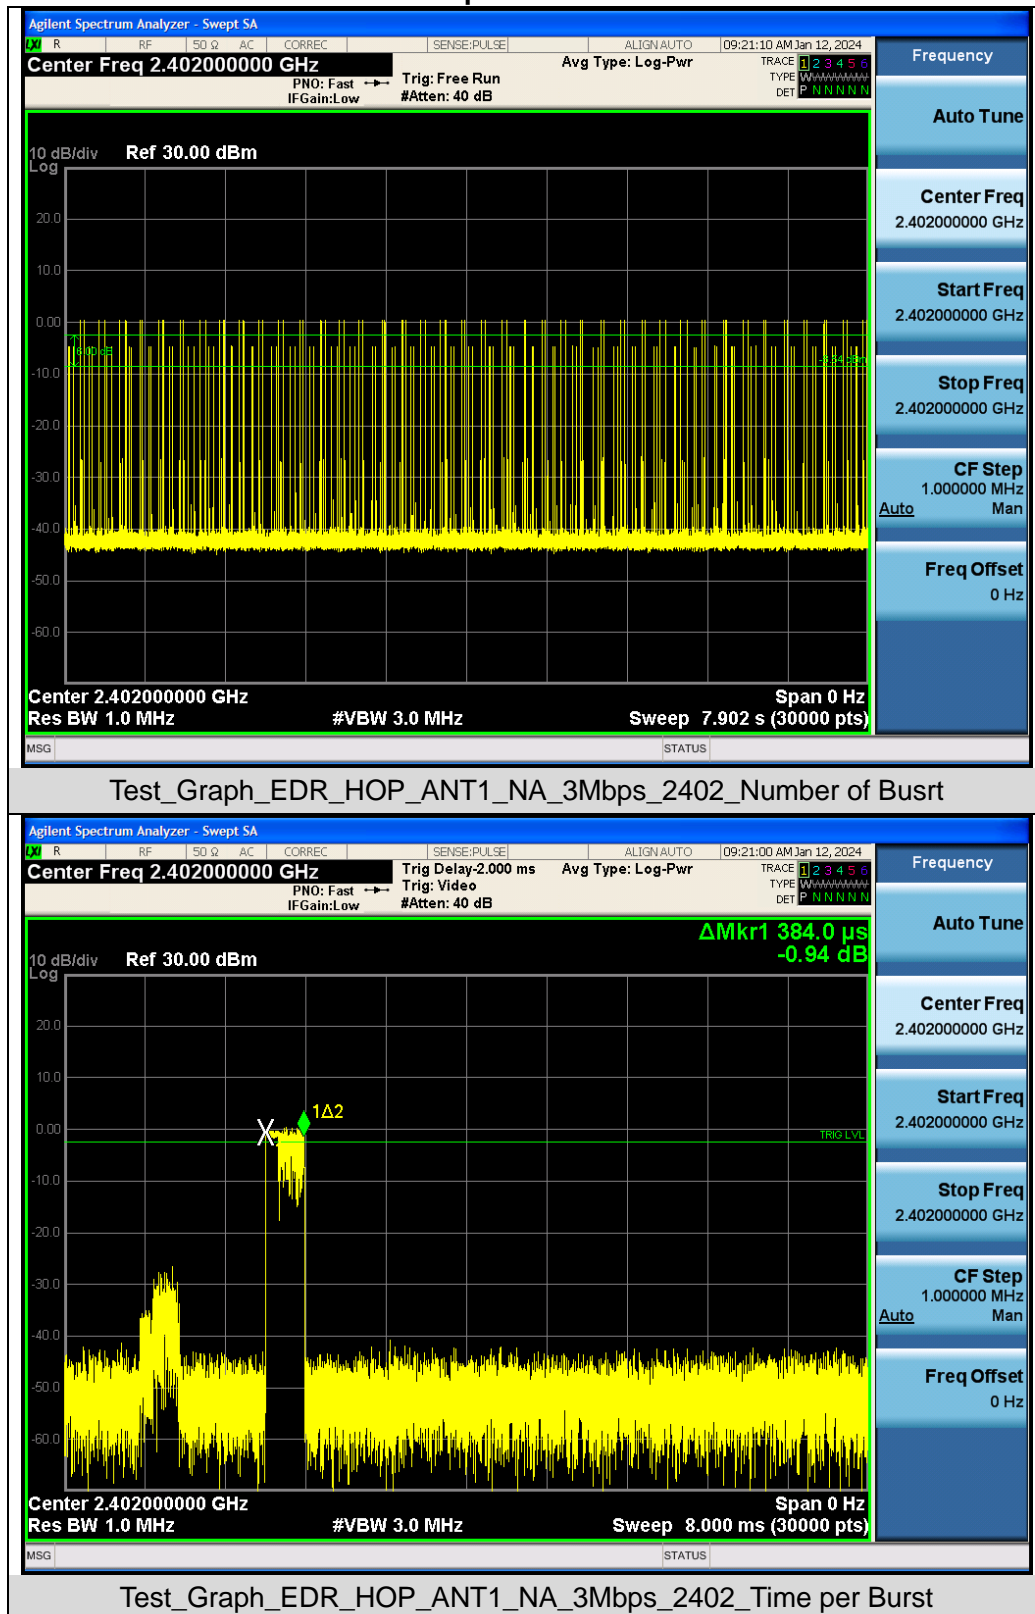 Agilent Spectrum Analyzer - Swept SA
LXI R RF 50 Ω AC CORREC SENSE:PULSE ALIGN AUTO 09:21:10 AM Jan 12, 2024
Center Freq 2.402000000 GHz Avg Type: Log-Pwr TRACE 1 2 3 4 5 6
PNO: Fast Trig: Free Run TYPE W
IFGain:Low #Atten: 40 dB DET P N N N N N
10 dB/div Ref 30.00 dBm
Log
20.0
10.0
0.00
6.00 dB
-10.0
-20.0
-30.0
-40.0
-50.0
-60.0
Center 2.402000000 GHz Span 0 Hz
Res BW 1.0 MHz #VBW 3.0 MHz Sweep 7.902 s (30000 pts)
MSG STATUS
Frequency
Auto Tune
Center Freq
2.402000000 GHz
Start Freq
2.402000000 GHz
Stop Freq
2.402000000 GHz
CF Step
1.000000 MHz
Auto Man
Freq Offset
0 Hz
Test_Graph_EDR_HOP_ANT1_NA_3Mbps_2402_Number of Busrt
Agilent Spectrum Analyzer - Swept SA
LXI R RF 50 Ω AC CORREC SENSE:PULSE ALIGN AUTO 09:21:00 AM Jan 12, 2024
Center Freq 2.402000000 GHz Trig Delay-2.000 ms Avg Type: Log-Pwr TRACE 1 2 3 4 5 6
PNO: Fast Trig: Video TYPE W
IFGain:Low #Atten: 40 dB DET P N N N N N
ΔMkr1 384.0 µs
-0.94 dB
10 dB/div Ref 30.00 dBm
Log
20.0
10.0
1Δ2
0.00
TRIG LVL
-10.0
-20.0
-30.0
-40.0
-50.0
-60.0
Center 2.402000000 GHz Span 0 Hz
Res BW 1.0 MHz #VBW 3.0 MHz Sweep 8.000 ms (30000 pts)
MSG STATUS
Frequency
Auto Tune
Center Freq
2.402000000 GHz
Start Freq
2.402000000 GHz
Stop Freq
2.402000000 GHz
CF Step
1.000000 MHz
Auto Man
Freq Offset
0 Hz
Test_Graph_EDR_HOP_ANT1_NA_3Mbps_2402_Time per Burst